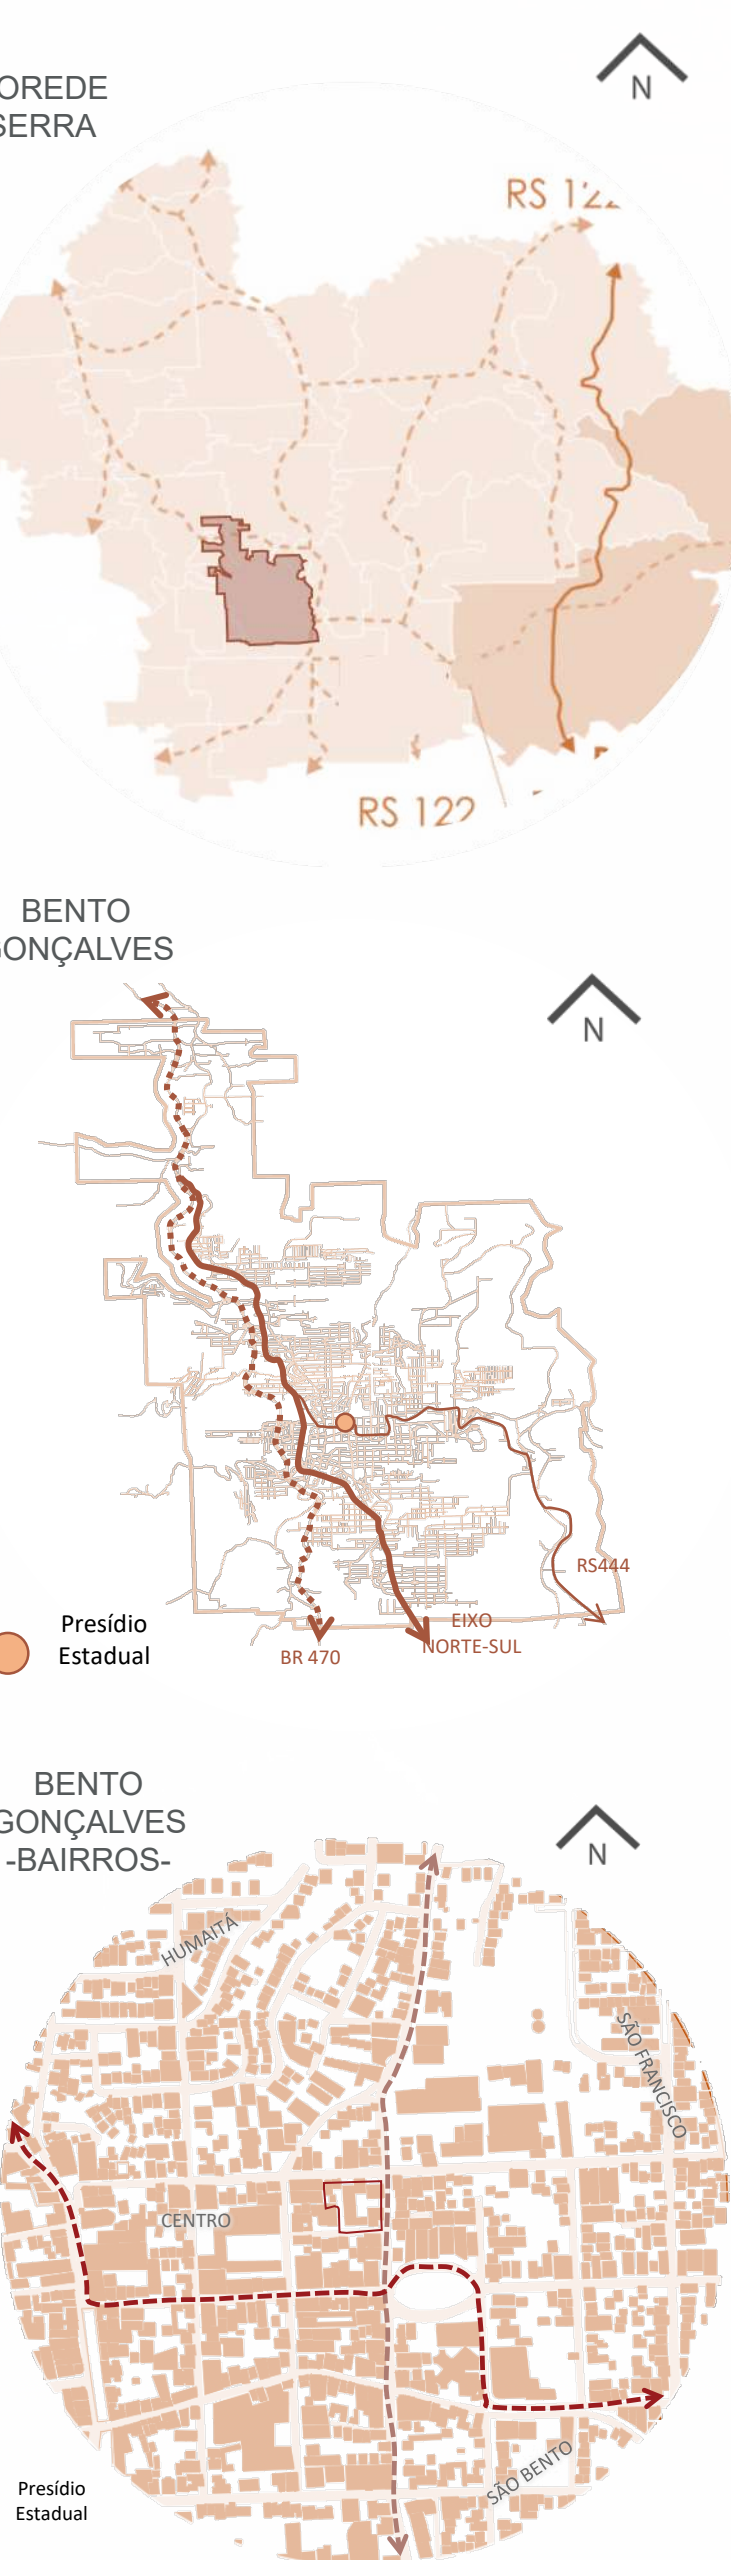 OREDE
SERRA
N
RS 122
RS 122
BENTO
GONÇALVES
N
RS444
Presídio
Estadual
EIXO
NORTE-SUL
BR 470
BENTO
GONÇALVES
-BAIRROS-
N
HUMAITÁ
SÃO FRANCISCO
CENTRO
SÃO BENTO
Presídio
Estadual